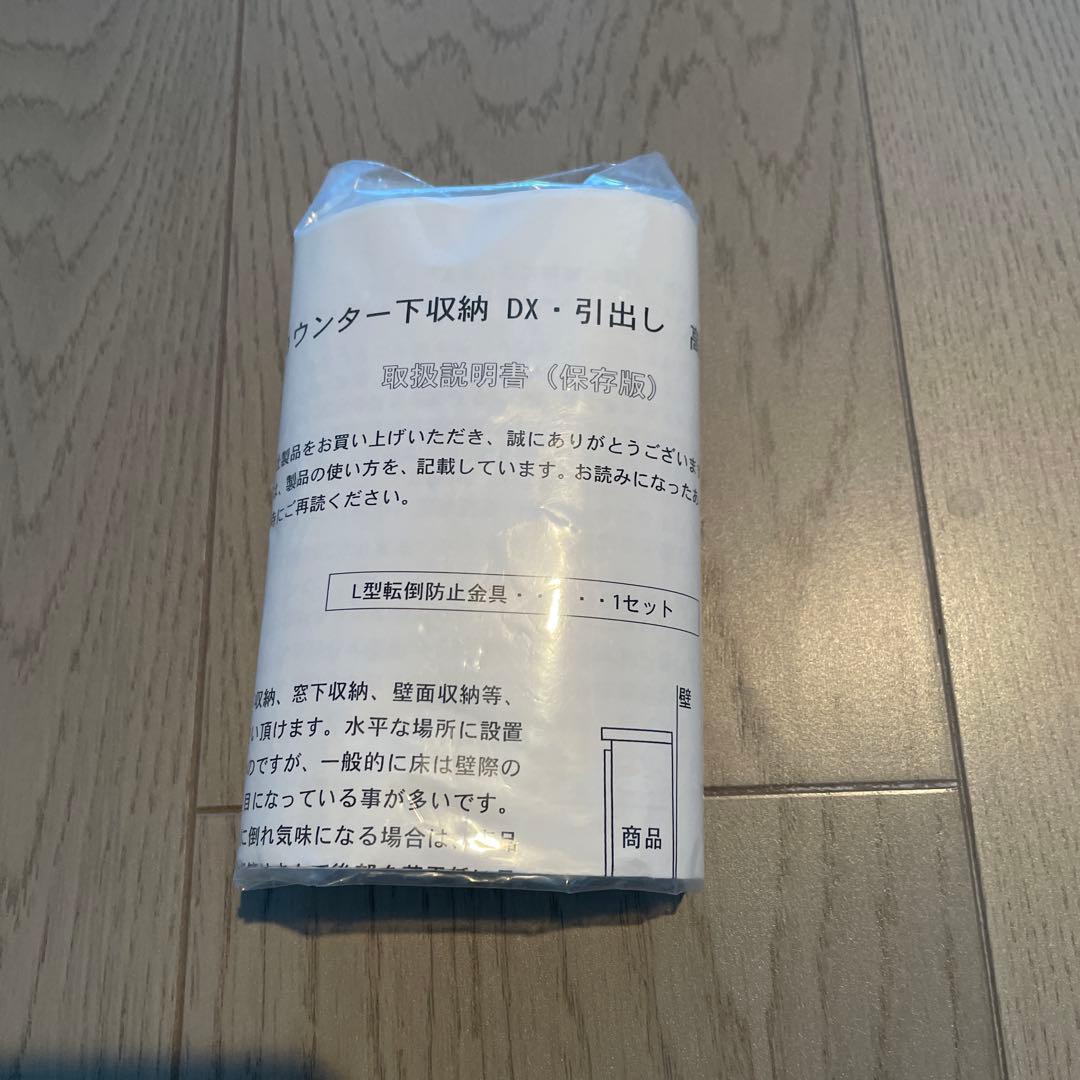 ウンター下収納 DX・引出し
取扱説明書（保存版）
製品をお買い上げいただき、誠にありがとうございま
、製品の使い方を、記載しています。お読みになったあ
にご再読ください。
L型転倒防止金具・・・・・1セット
収納、窓下収納、壁面収納等、
い頂けます。水平な場所に設置
のですが、一般的に床は壁際の
目になっている事が多いです。
に倒れ気味になる場合は、
品
壁
商品